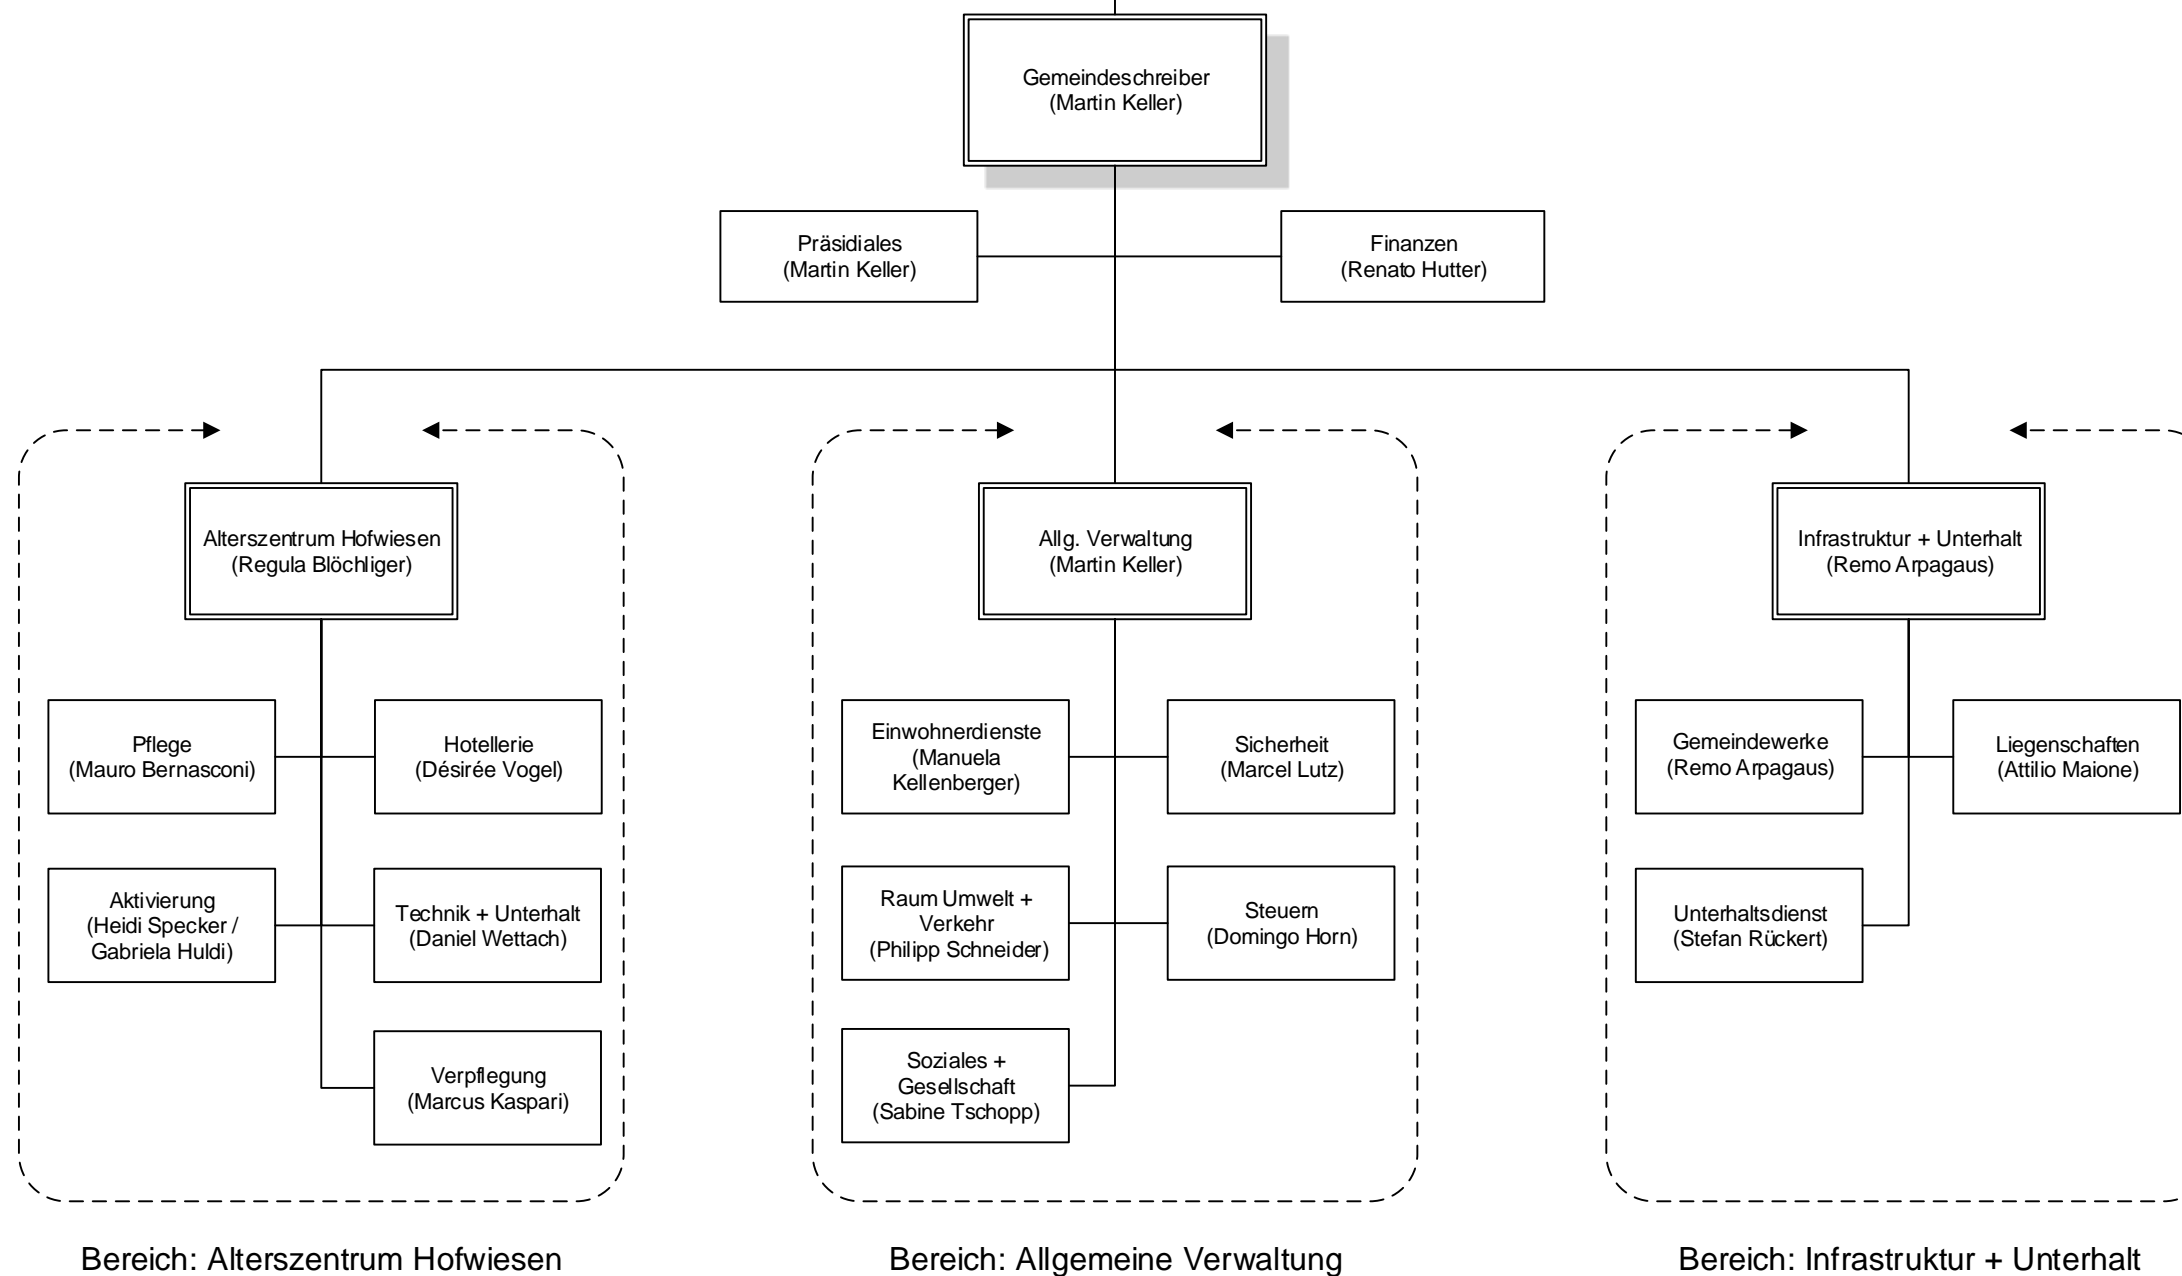 Gemeindeschreiber
(Martin Keller)
Präsidiales
(Martin Keller)
Finanzen
(Renato Hutter)
Alterszentrum Hofwiesen
(Regula Blöchliger)
Allg. Verwaltung
(Martin Keller)
Infrastruktur + Unterhalt
(Remo Arpagaus)
Pflege
(Mauro Bernasconi)
Hotellerie
(Désirée Vogel)
Aktivierung
(Heidi Specker /
Gabriela Huldi)
Technik + Unterhalt
(Daniel Wettach)
Verpflegung
(Marcus Kaspari)
Einwohnerdienste
(Manuela
Kellenberger)
Sicherheit
(Marcel Lutz)
Raum Umwelt +
Verkehr
(Philipp Schneider)
Steuern
(Domingo Horn)
Soziales +
Gesellschaft
(Sabine Tschopp)
Gemeindewerke
(Remo Arpagaus)
Liegenschaften
(Attilio Maione)
Unterhaltsdienst
(Stefan Rückert)
Bereich: Alterszentrum Hofwiesen
Bereich: Allgemeine Verwaltung
Bereich: Infrastruktur + Unterhalt